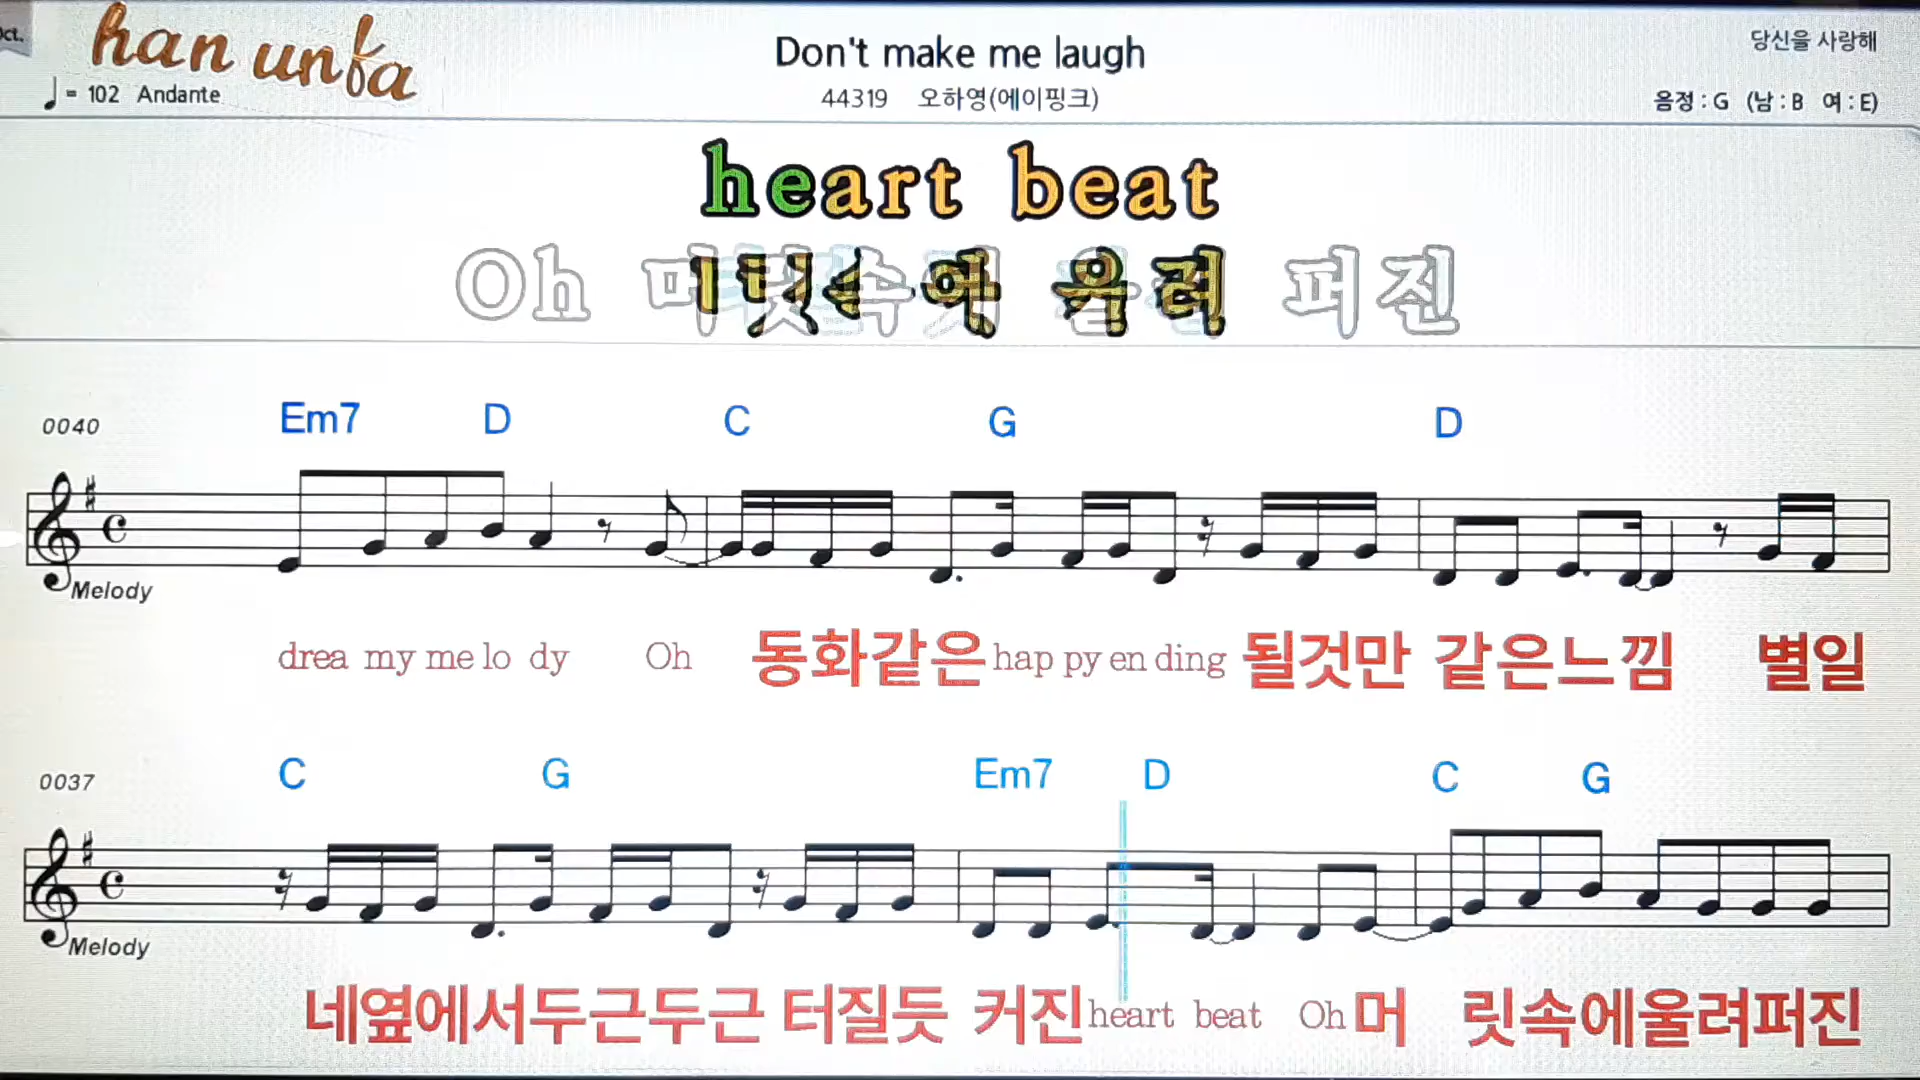 Oct.
han unfa
Don't make me laugh
당신을 사랑해
♩= 102 Andante
44319 오하영(에이핑크)
음정 : G (남 : B 여 : E)
heart beat
Oh 머릿속에 울려 퍼진
0040
Em7 D C G D
Melody
drea my me lo dy Oh 동화같은 hap py en ding 될것만 같은느낌 별일
0037
C G Em7 D C G
Melody
네옆에서두근두근 터질듯 커진 heart beat Oh 머 릿속에울려퍼진